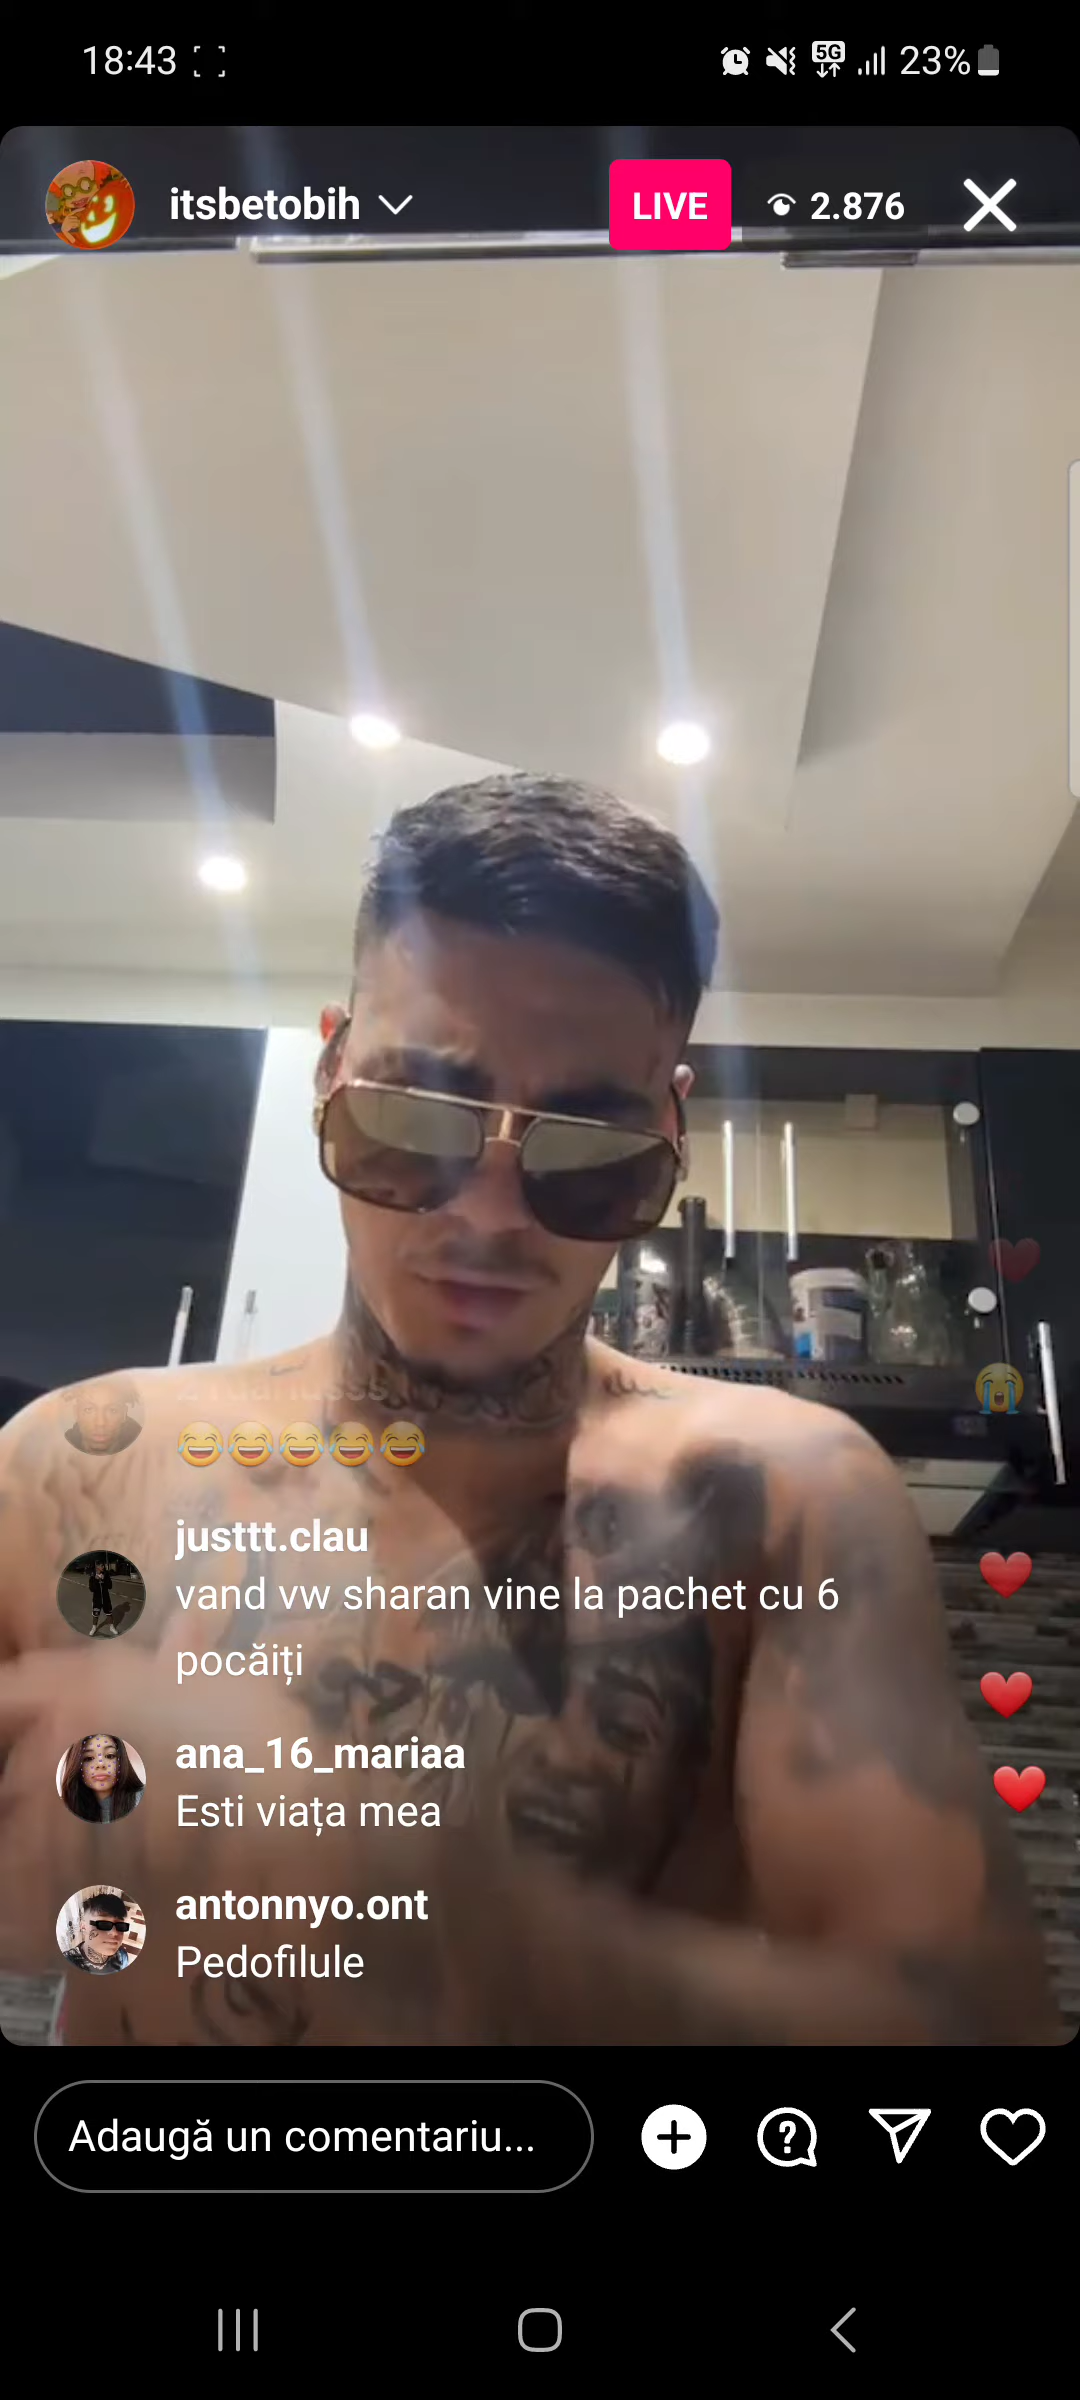 18:43
5G
23%
itsbetobih
LIVE
2.876
justtt.clau
vand vw sharan vine la pachet cu 6
pocăiți
ana_16_mariaa
Esti viața mea
antonnyo.ont
Pedofilule
Adaugă un comentariu...